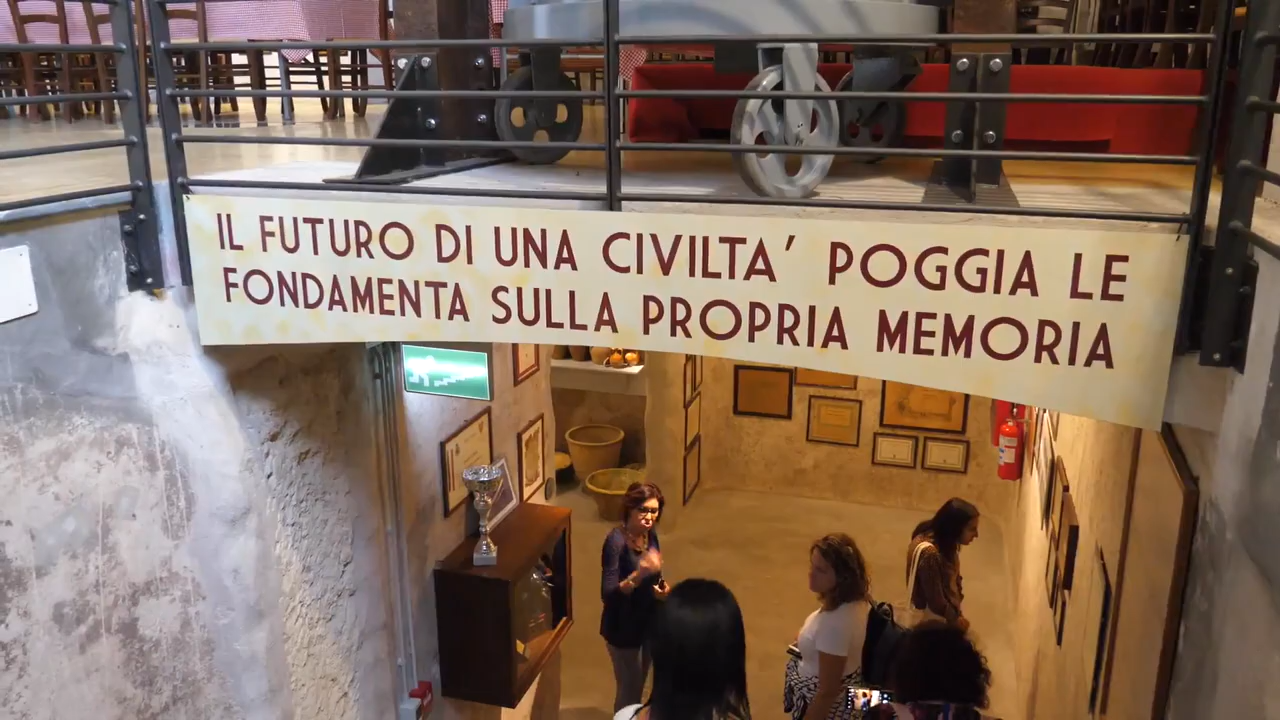 IL FUTURO DI UNA CIVILTA' POGGIA LE
FONDAMENTA SULLA PROPRIA MEMORIA